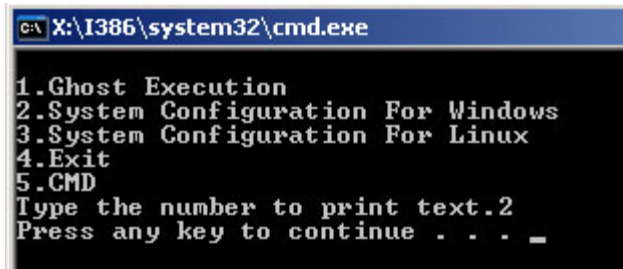 X:\I386\system32\cmd.exe
1.Ghost Execution
2.System Configuration For Windows
3.System Configuration For Linux
4.Exit
5.CMD
Type the number to print text.2
Press any key to continue . . . _